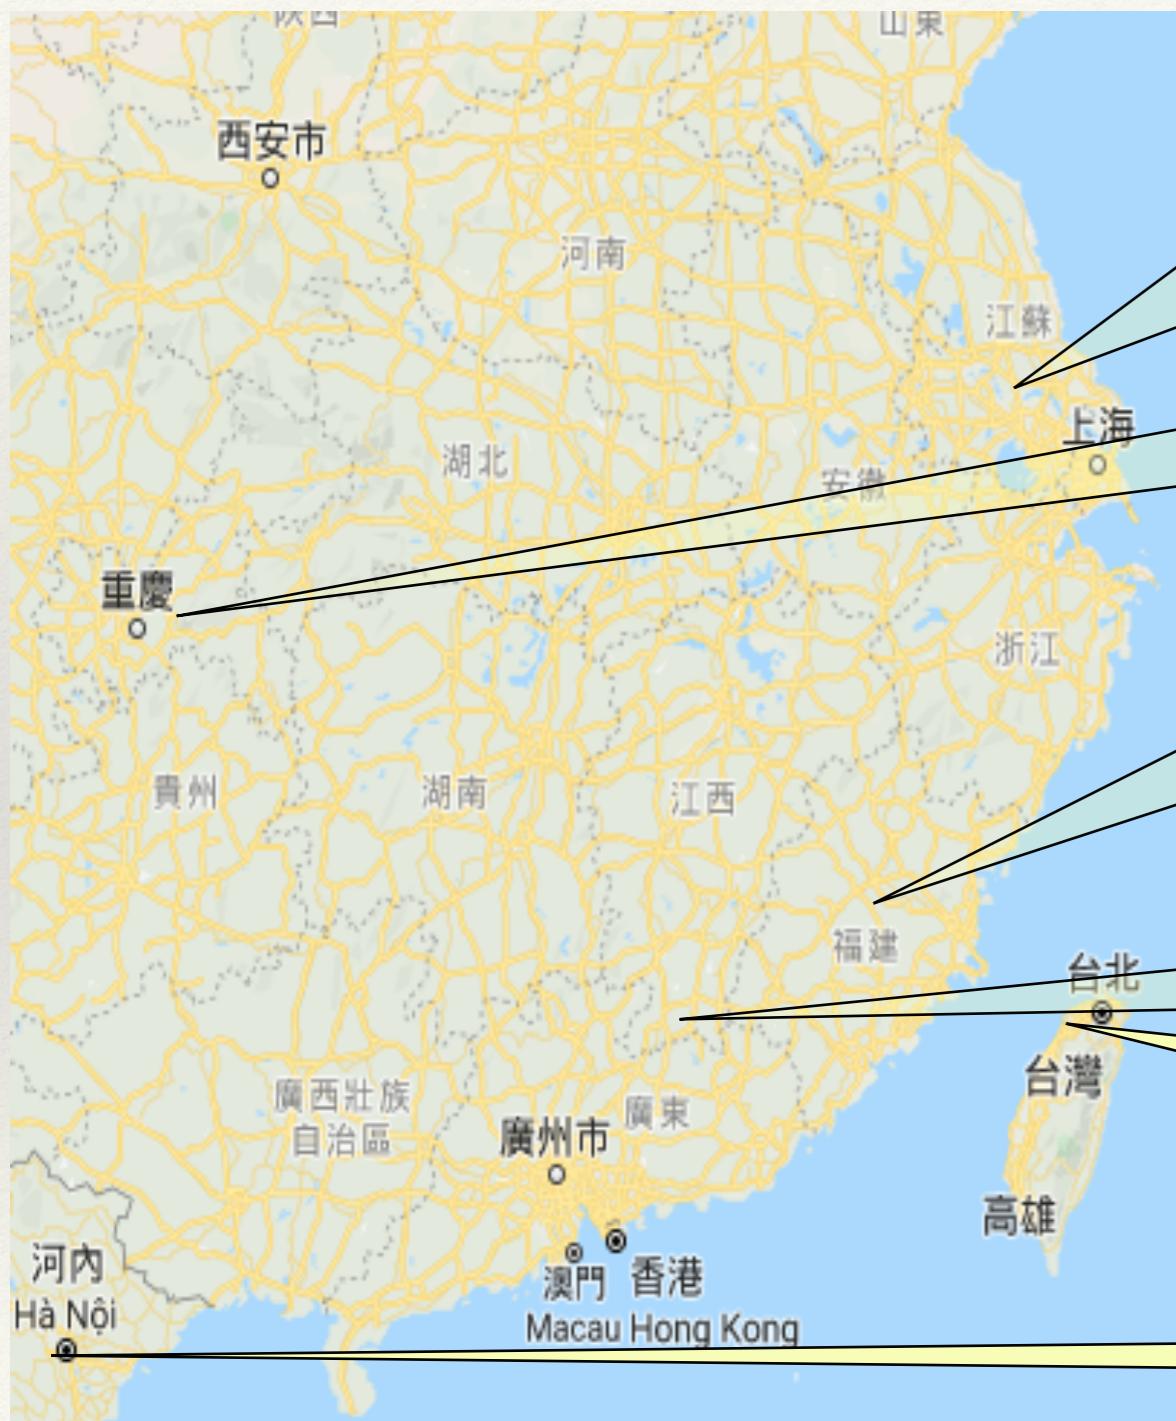 陝西
山東
西安市
河南
江蘇
上海
湖北
安徽
重慶
浙江
貴州
湖南
江西
福建
台北
台灣
廣西壯族
自治區
廣東
廣州市
高雄
河內
Hà Nội
澳門
香港
Macau
Hong Kong